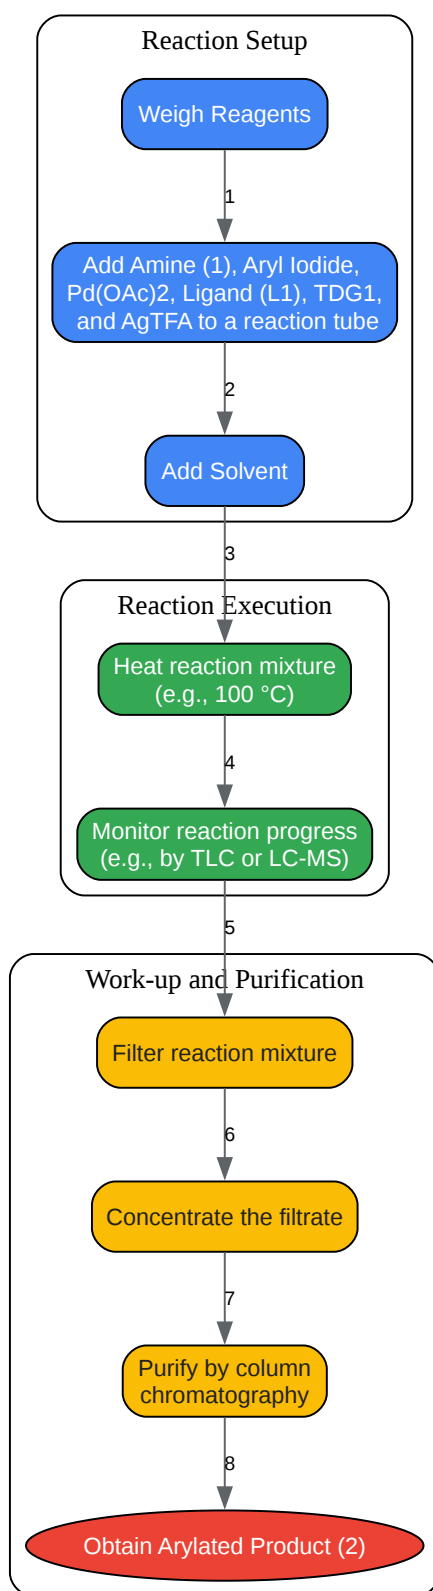 Reaction Setup
Weigh Reagents
1
Add Amine (1), Aryl Iodide,
Pd(OAc)2, Ligand (L1), TDG1,
and AgTFA to a reaction tube
2
Add Solvent
3
Reaction Execution
Heat reaction mixture
(e.g., 100 °C)
4
Monitor reaction progress
(e.g., by TLC or LC-MS)
5
Work-up and Purification
Filter reaction mixture
6
Concentrate the filtrate
7
Purify by column
chromatography
8
Obtain Arylated Product (2)